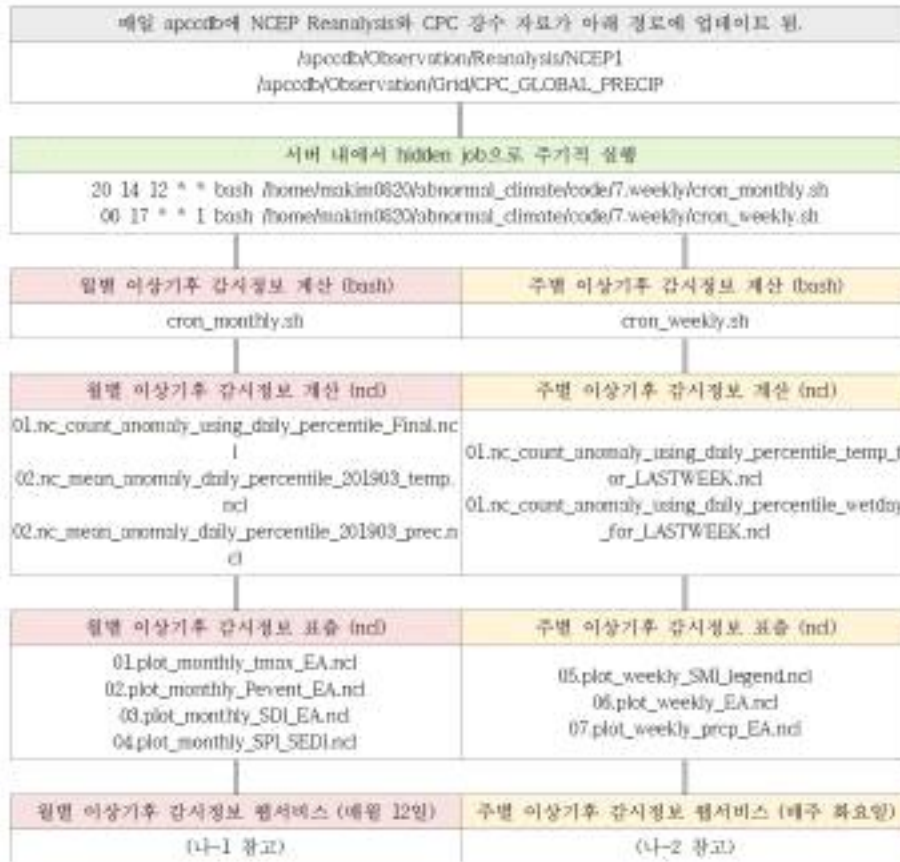 매일 apccdb에 NCEP Reanalysis와 CPC 강수 자료가 아래 경로에 업데이트 됨.
/apccdb/Observation/Reanalysis/NCEP1
/apccdb/Observation/Grid/CPC_GLOBAL_PRECIP
서버 내에서 hidden job으로 주기적 실행
20 14 12 * * bash /home/makim0820/abnormal_climate/code/7.weekly/cron_monthly.sh
00 17 * * 1 bash /home/makim0820/abnormal_climate/code/7.weekly/cron_weekly.sh
월별 이상기후 감시정보 계산 (bash)
주별 이상기후 감시정보 계산 (bash)
cron_monthly.sh
cron_weekly.sh
월별 이상기후 감시정보 계산 (ncl)
주별 이상기후 감시정보 계산 (ncl)
01.nc_count_anomaly_using_daily_percentile_Final.nc
l
02.nc_mean_anomaly_daily_percentile_201903_temp.
ncl
02.nc_mean_anomaly_daily_percentile_201903_prec.n
cl
01.nc_count_anomaly_using_daily_percentile_temp_f
or_LASTWEEK.ncl
01.nc_count_anomaly_using_daily_percentile_wetday
_for_LASTWEEK.ncl
월별 이상기후 감시정보 표출 (ncl)
주별 이상기후 감시정보 표출 (ncl)
01.plot_monthly_tmax_EA.ncl
02.plot_monthly_Pevent_EA.ncl
03.plot_monthly_SDI_EA.ncl
04.plot_monthly_SPI_SEDI.ncl
05.plot_weekly_SMI_legend.ncl
06.plot_weekly_EA.ncl
07.plot_weekly_prcp_EA.ncl
월별 이상기후 감시정보 웹서비스 (매월 12일)
주별 이상기후 감시정보 웹서비스 (매주 화요일)
(나-1 참고)
(나-2 참고)